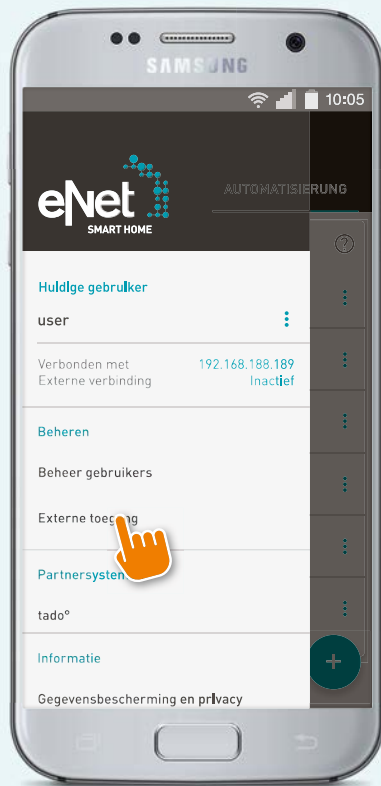 SAMSUNG
10:05
eNet
SMART HOME
AUTOMATISIERUNG
Huidige gebruiker
user
Verbonden met 192.168.188.189
Externe verbinding Inactief
Beheren
Beheer gebruikers
Externe toegang
Partnersystem
tado°
Informatie
Gegevensbescherming en privacy